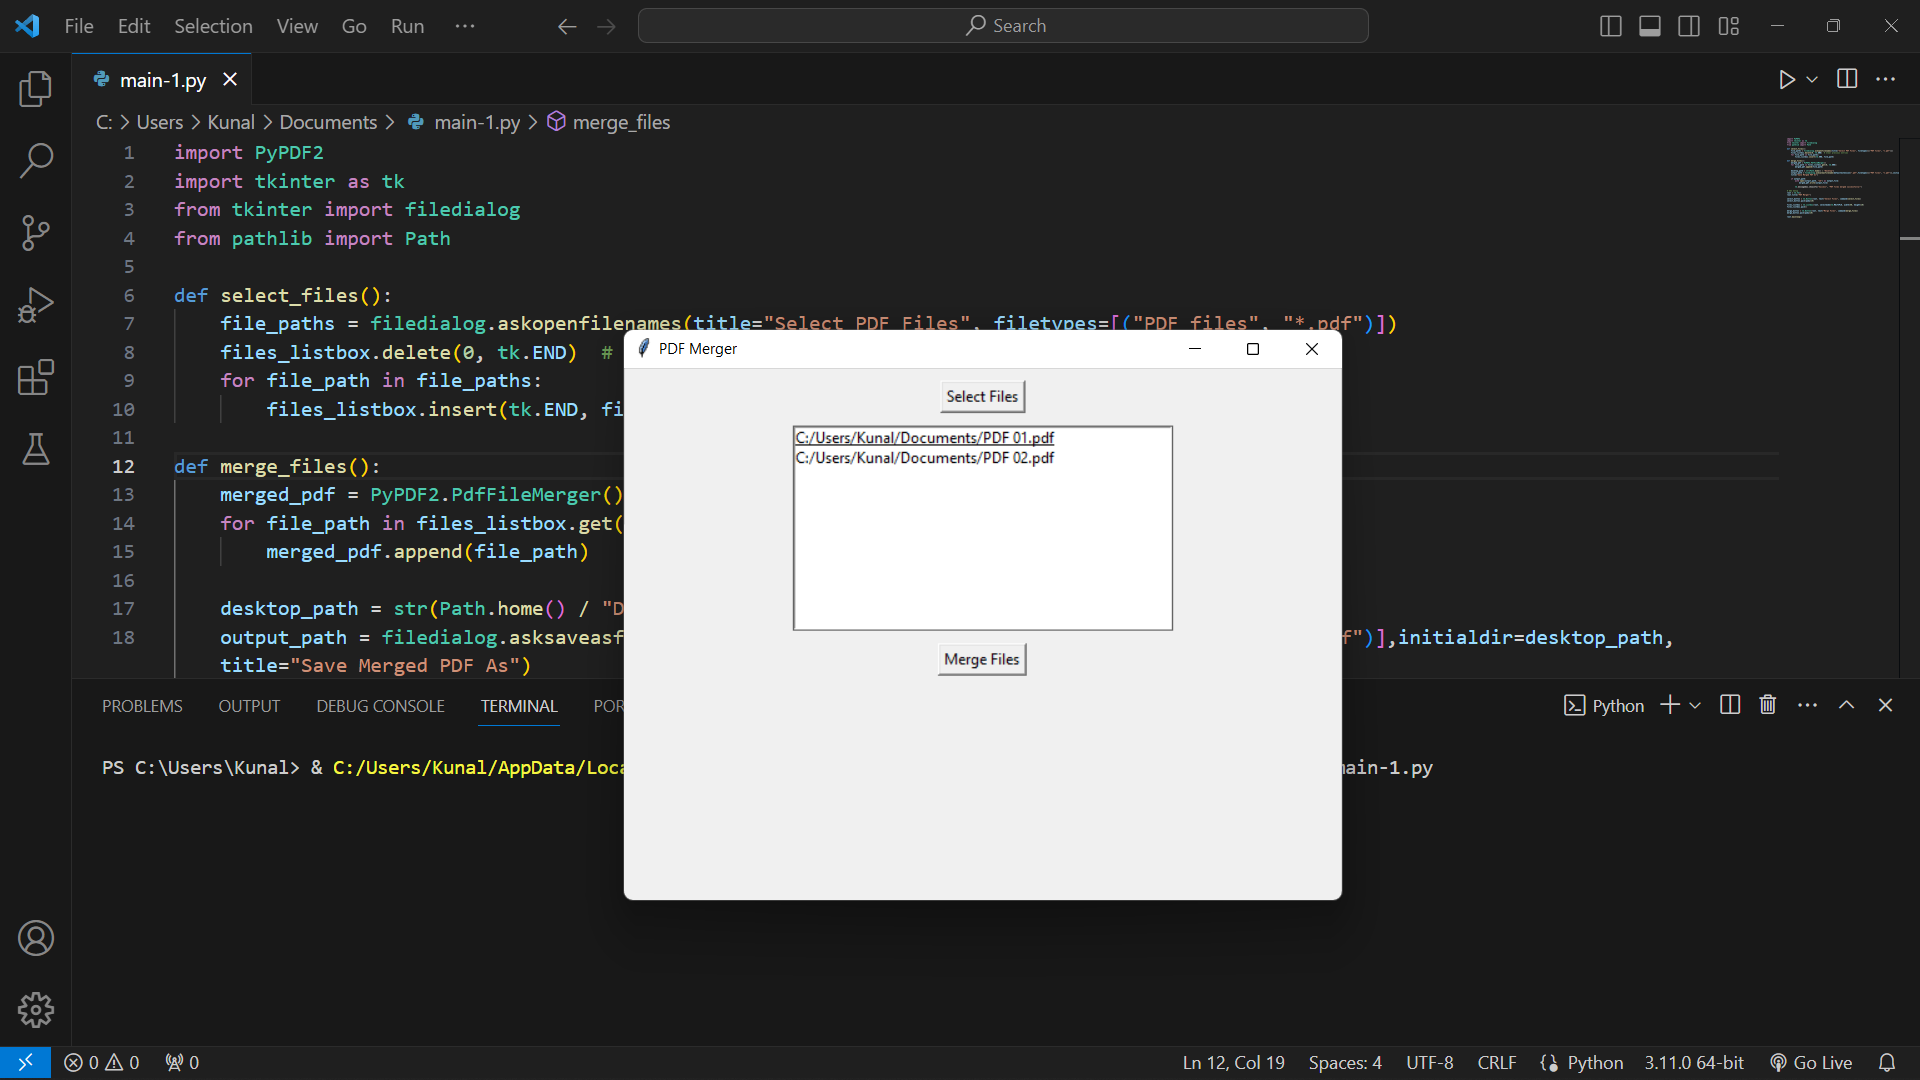 File Edit Selection View Go Run ··· Search
main-1.py
C: > Users > Kunal > Documents > main-1.py > merge_files
1 import PyPDF2
2 import tkinter as tk
3 from tkinter import filedialog
4 from pathlib import Path
5
6 def select_files():
7 file_paths = filedialog.askopenfilenames(title="Select PDF Files", filetypes=[("PDF files", "*.pdf")])
8 files_listbox.delete(0, tk.END) #
9 for file_path in file_paths:
10 files_listbox.insert(tk.END, fi
11
12 def merge_files():
13 merged_pdf = PyPDF2.PdfFileMerger()
14 for file_path in files_listbox.get(
15 merged_pdf.append(file_path)
16
17 desktop_path = str(Path.home() / "D
18 output_path = filedialog.asksaveasf f")],initialdir=desktop_path,
title="Save Merged PDF As")
PDF Merger
Select Files
C:/Users/Kunal/Documents/PDF 01.pdf
C:/Users/Kunal/Documents/PDF 02.pdf
Merge Files
PROBLEMS OUTPUT DEBUG CONSOLE TERMINAL POR Python
PS C:\Users\Kunal> & C:/Users/Kunal/AppData/Loca main-1.py
0 0 0 Ln 12, Col 19 Spaces: 4 UTF-8 CRLF {} Python 3.11.0 64-bit Go Live